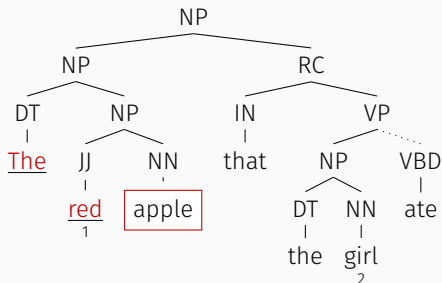 NP
NP RC
DT NP IN VP
The JJ NN that NP VBD
red apple DT NN ate
1
the girl
2